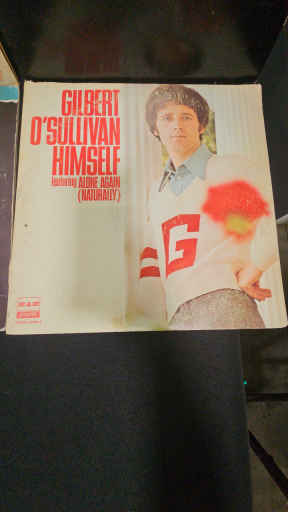 GILBERT
O'SULLIVAN
HIMSELF
featuring ALONE AGAIN
(NATURALLY)
G